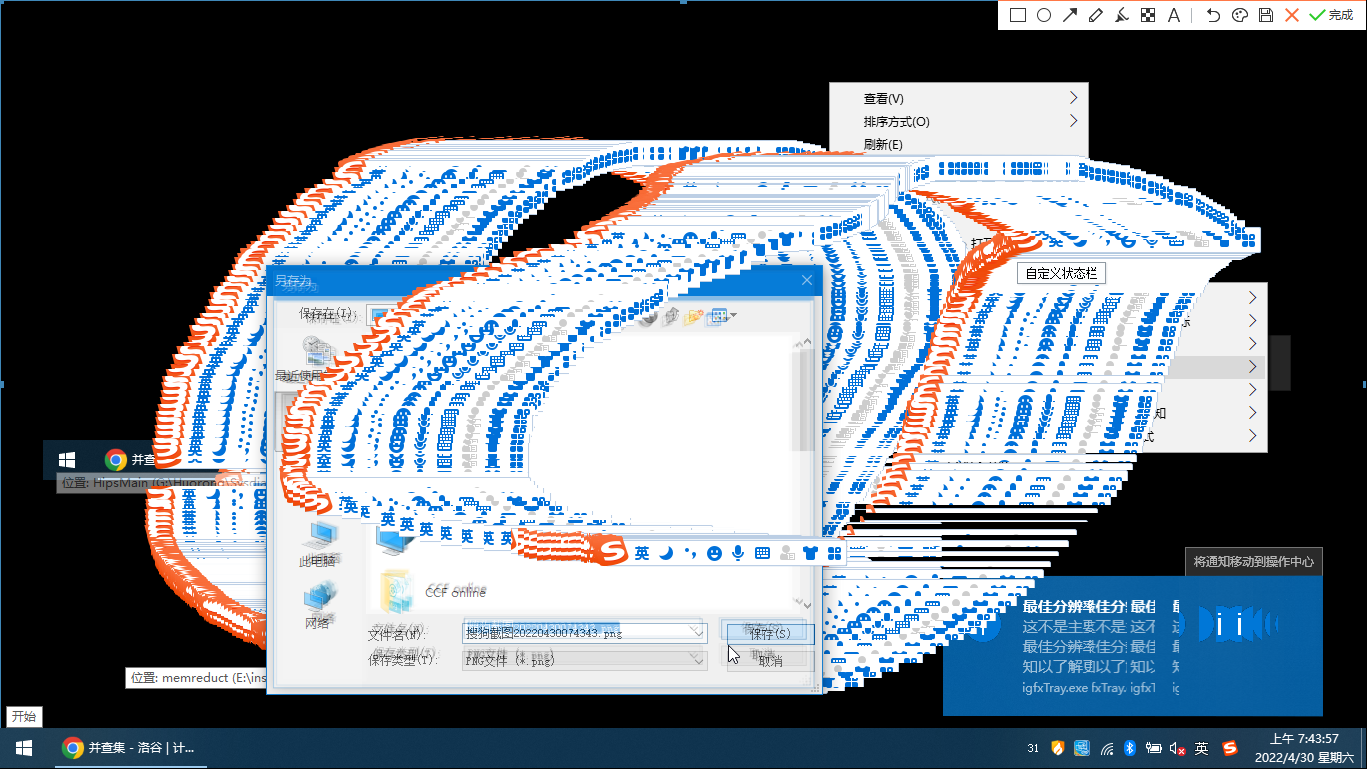 完成
查看(V)
排序方式(O)
刷新(E)
自定义状态栏
另存为
保存在(I):
最近使用
并查
位置: HipsMain (G:\Huoron
此电脑
网络
CCF online
文件名(N):
搜狗截图20220430074343.png
保存(S)
保存类型(T):
PNG文件 (*.png)
取消
英
知
式
将通知移动到操作中心
最佳分辨率佳分 最佳
这不是主要不是 这不
最佳分辨率佳分 最佳
知以了解到以了 知以
igfxTray.exe fxTray. igfxT
位置: memreduct (E:\ins
开始
并查集 - 洛谷 | 计...
31
英
上午 7:43:57
2022/4/30 星期六